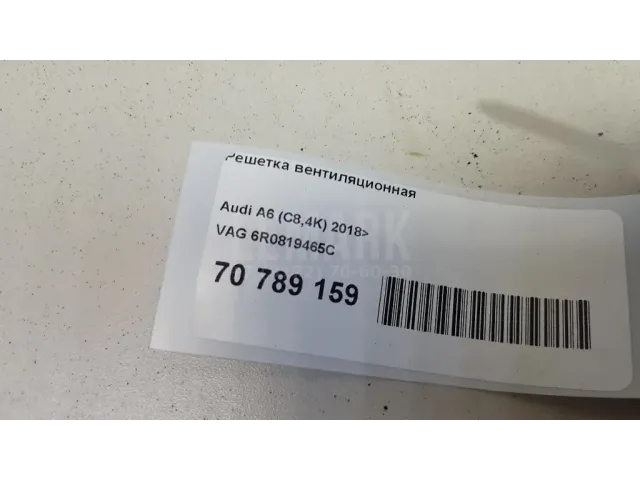 Решетка вентиляционная
Audi A6 (C8,4K) 2018>
VAG 6R0819465C
70 789 159